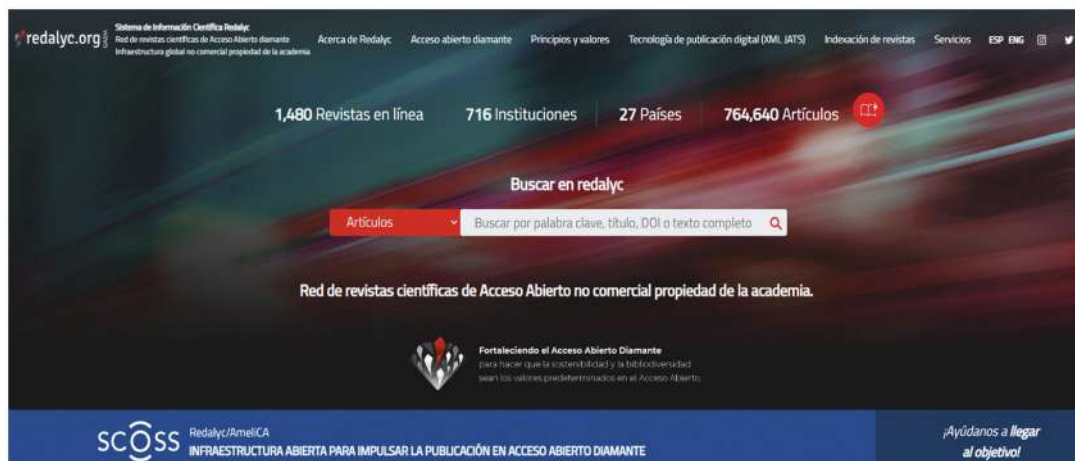 redalyc.org
Sistema de Información Científica Redalyc
Red de revistas científicas de Acceso Abierto diamante
Infraestructura global no comercial propiedad de la academia
Acerca de Redalyc Acceso abierto diamante Principios y valores Tecnología de publicación digital (XML JATS) Indexación de revistas Servicios ESP ENG
1,480 Revistas en línea 716 Instituciones 27 Países 764,640 Artículos
Buscar en redalyc
Artículos Buscar por palabra clave, título, DOI o texto completo
Red de revistas científicas de Acceso Abierto no comercial propiedad de la academia.
Fortaleciendo el Acceso Abierto Diamante
para hacer que la sostenibilidad y la bibliodiversidad
sean los valores predeterminados en el Acceso Abierto.
SCOSS Redalyc/AmeliCA
INFRAESTRUCTURA ABIERTA PARA IMPULSAR LA PUBLICACIÓN EN ACCESO ABIERTO DIAMANTE
¡Ayúdanos a llegar
al objetivo!